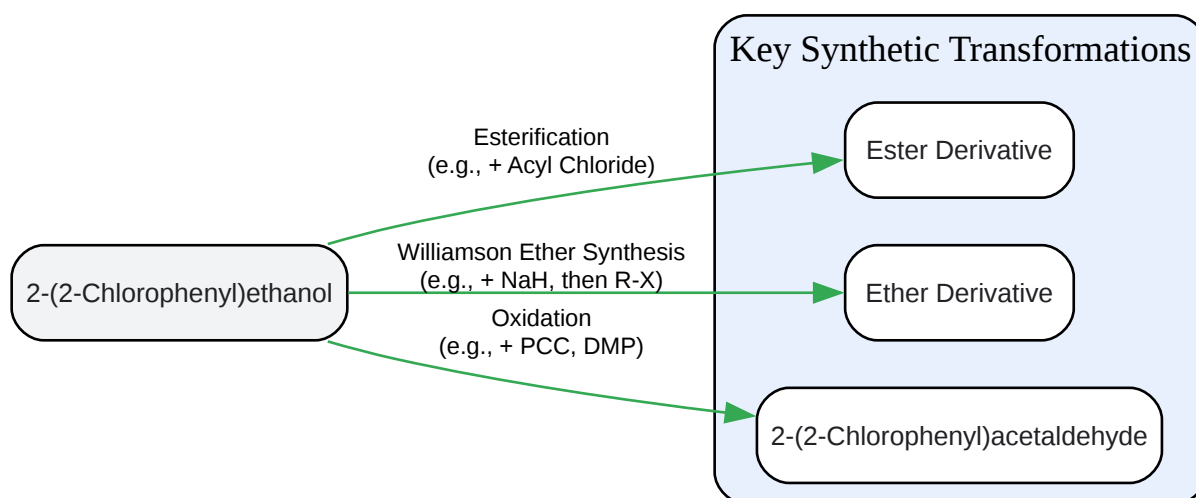 Key Synthetic Transformations
Esterification
(e.g., + Acyl Chloride)
Ester Derivative
2-(2-Chlorophenyl)ethanol
Williamson Ether Synthesis
(e.g., + NaH, then R-X)
Ether Derivative
Oxidation
(e.g., + PCC, DMP)
2-(2-Chlorophenyl)acetaldehyde